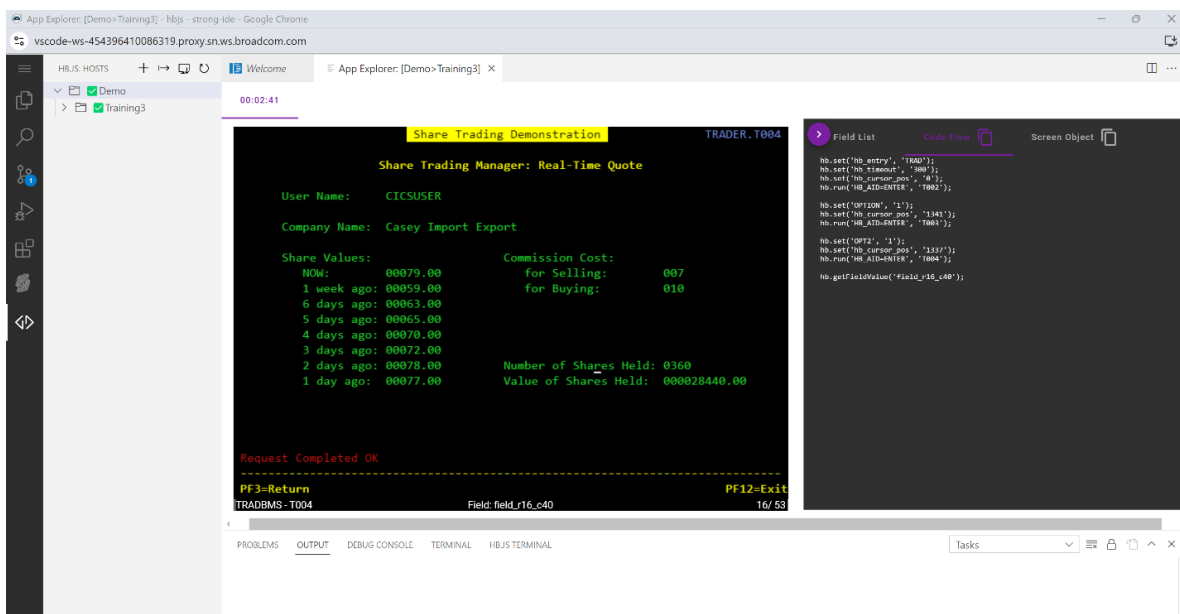 App Explorer: [Demo>Training3] - hbjs - strong-ide - Google Chrome
vscode-ws-454396410086319.proxy.sn.ws.broadcom.com
HBJS: HOSTS
Welcome
App Explorer: [Demo>Training3]
Demo
Training3
1
00:02:41
Share Trading Demonstration TRADER.T004
Share Trading Manager: Real-Time Quote
User Name: CICSUSER
Company Name: Casey Import Export
Share Values: Commission Cost:
NOW: 00079.00 for Selling: 007
1 week ago: 00059.00 for Buying: 010
6 days ago: 00063.00
5 days ago: 00065.00
4 days ago: 00070.00
3 days ago: 00072.00
2 days ago: 00078.00 Number of Shares Held: 0360
1 day ago: 00077.00 Value of Shares Held: 000028440.00
Request Completed OK
PF3=Return PF12=Exit
TRADBMS - T004 Field: field_r16_c40 16/ 53
Field List Code Flow Screen Object
hb.set('hb_entry', 'TRAD');
hb.set('hb_timeout', '300');
hb.set('hb_cursor_pos', '0');
hb.run('HB_AID=ENTER', 'T002');
hb.set('OPTION', '1');
hb.set('hb_cursor_pos', '1341');
hb.run('HB_AID=ENTER', 'T003');
hb.set('OPT2', '1');
hb.set('hb_cursor_pos', '1337');
hb.run('HB_AID=ENTER', 'T004');
hb.getFieldValue('field_r16_c40');
PROBLEMS OUTPUT DEBUG CONSOLE TERMINAL HBJS TERMINAL
Tasks